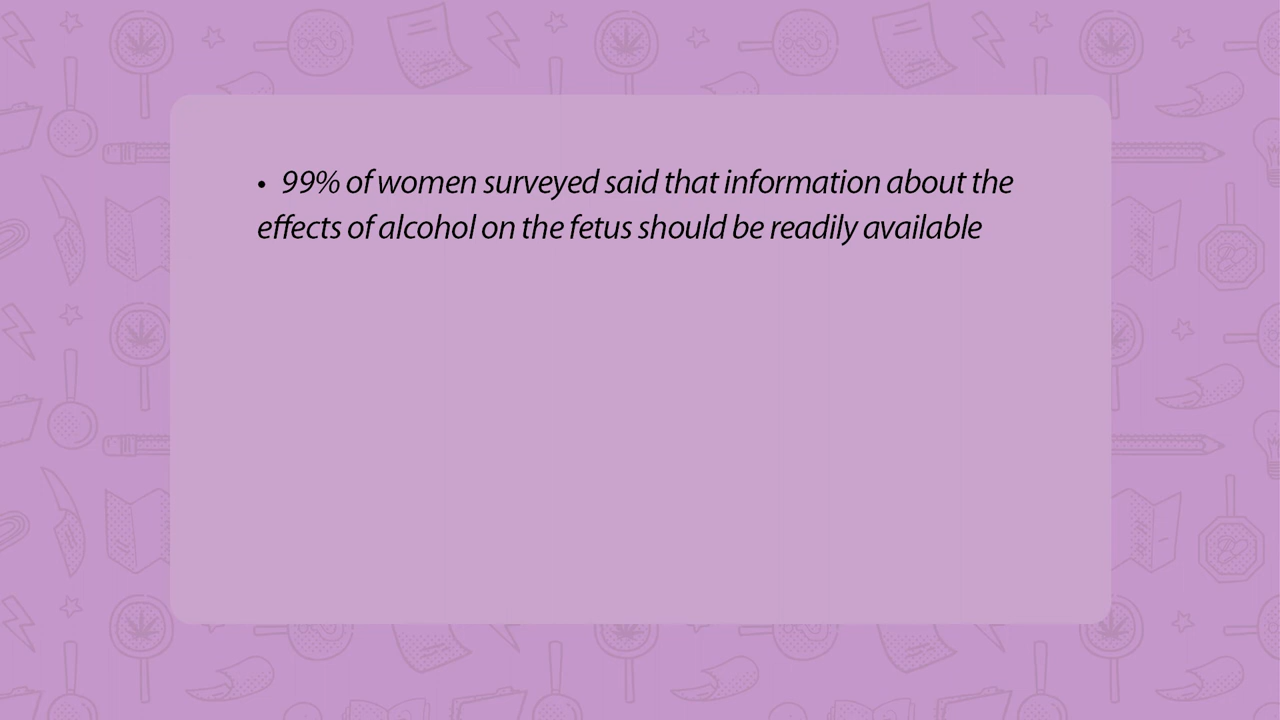 • 99% of women surveyed said that information about the
effects of alcohol on the fetus should be readily available